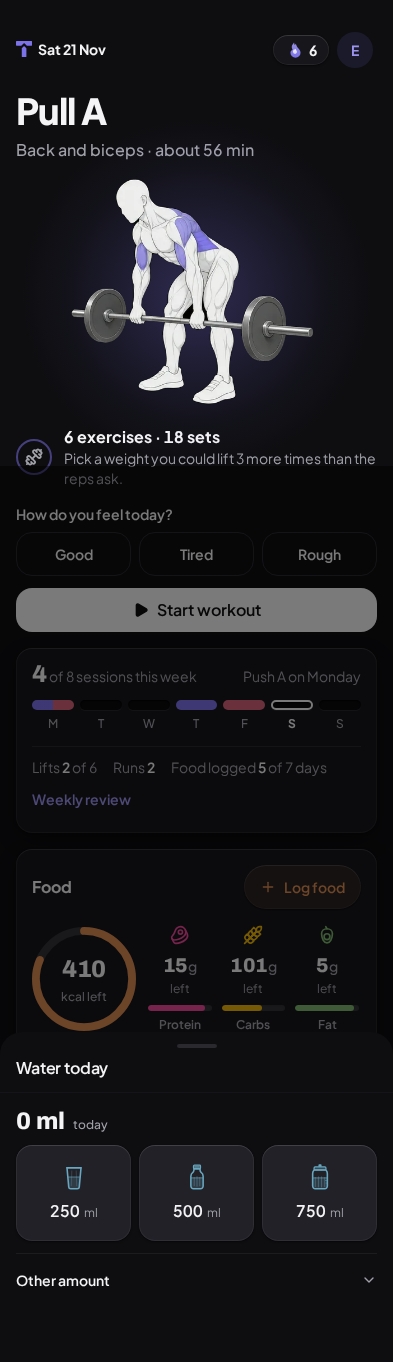 Sat 21 Nov
6
E
Pull A
Back and biceps · about 56 min
6 exercises · 18 sets
Pick a weight you could lift 3 more times than the
reps ask.
How do you feel today?
Good
Tired
Rough
Start workout
4 of 8 sessions this week
Push A on Monday
M T W T F S S
Lifts 2 of 6 Runs 2 Food logged 5 of 7 days
Weekly review
Food
+ Log food
410
kcal left
15g
left
Protein
101g
left
Carbs
5g
left
Fat
Water today
0 ml today
250 ml
500 ml
750 ml
Other amount